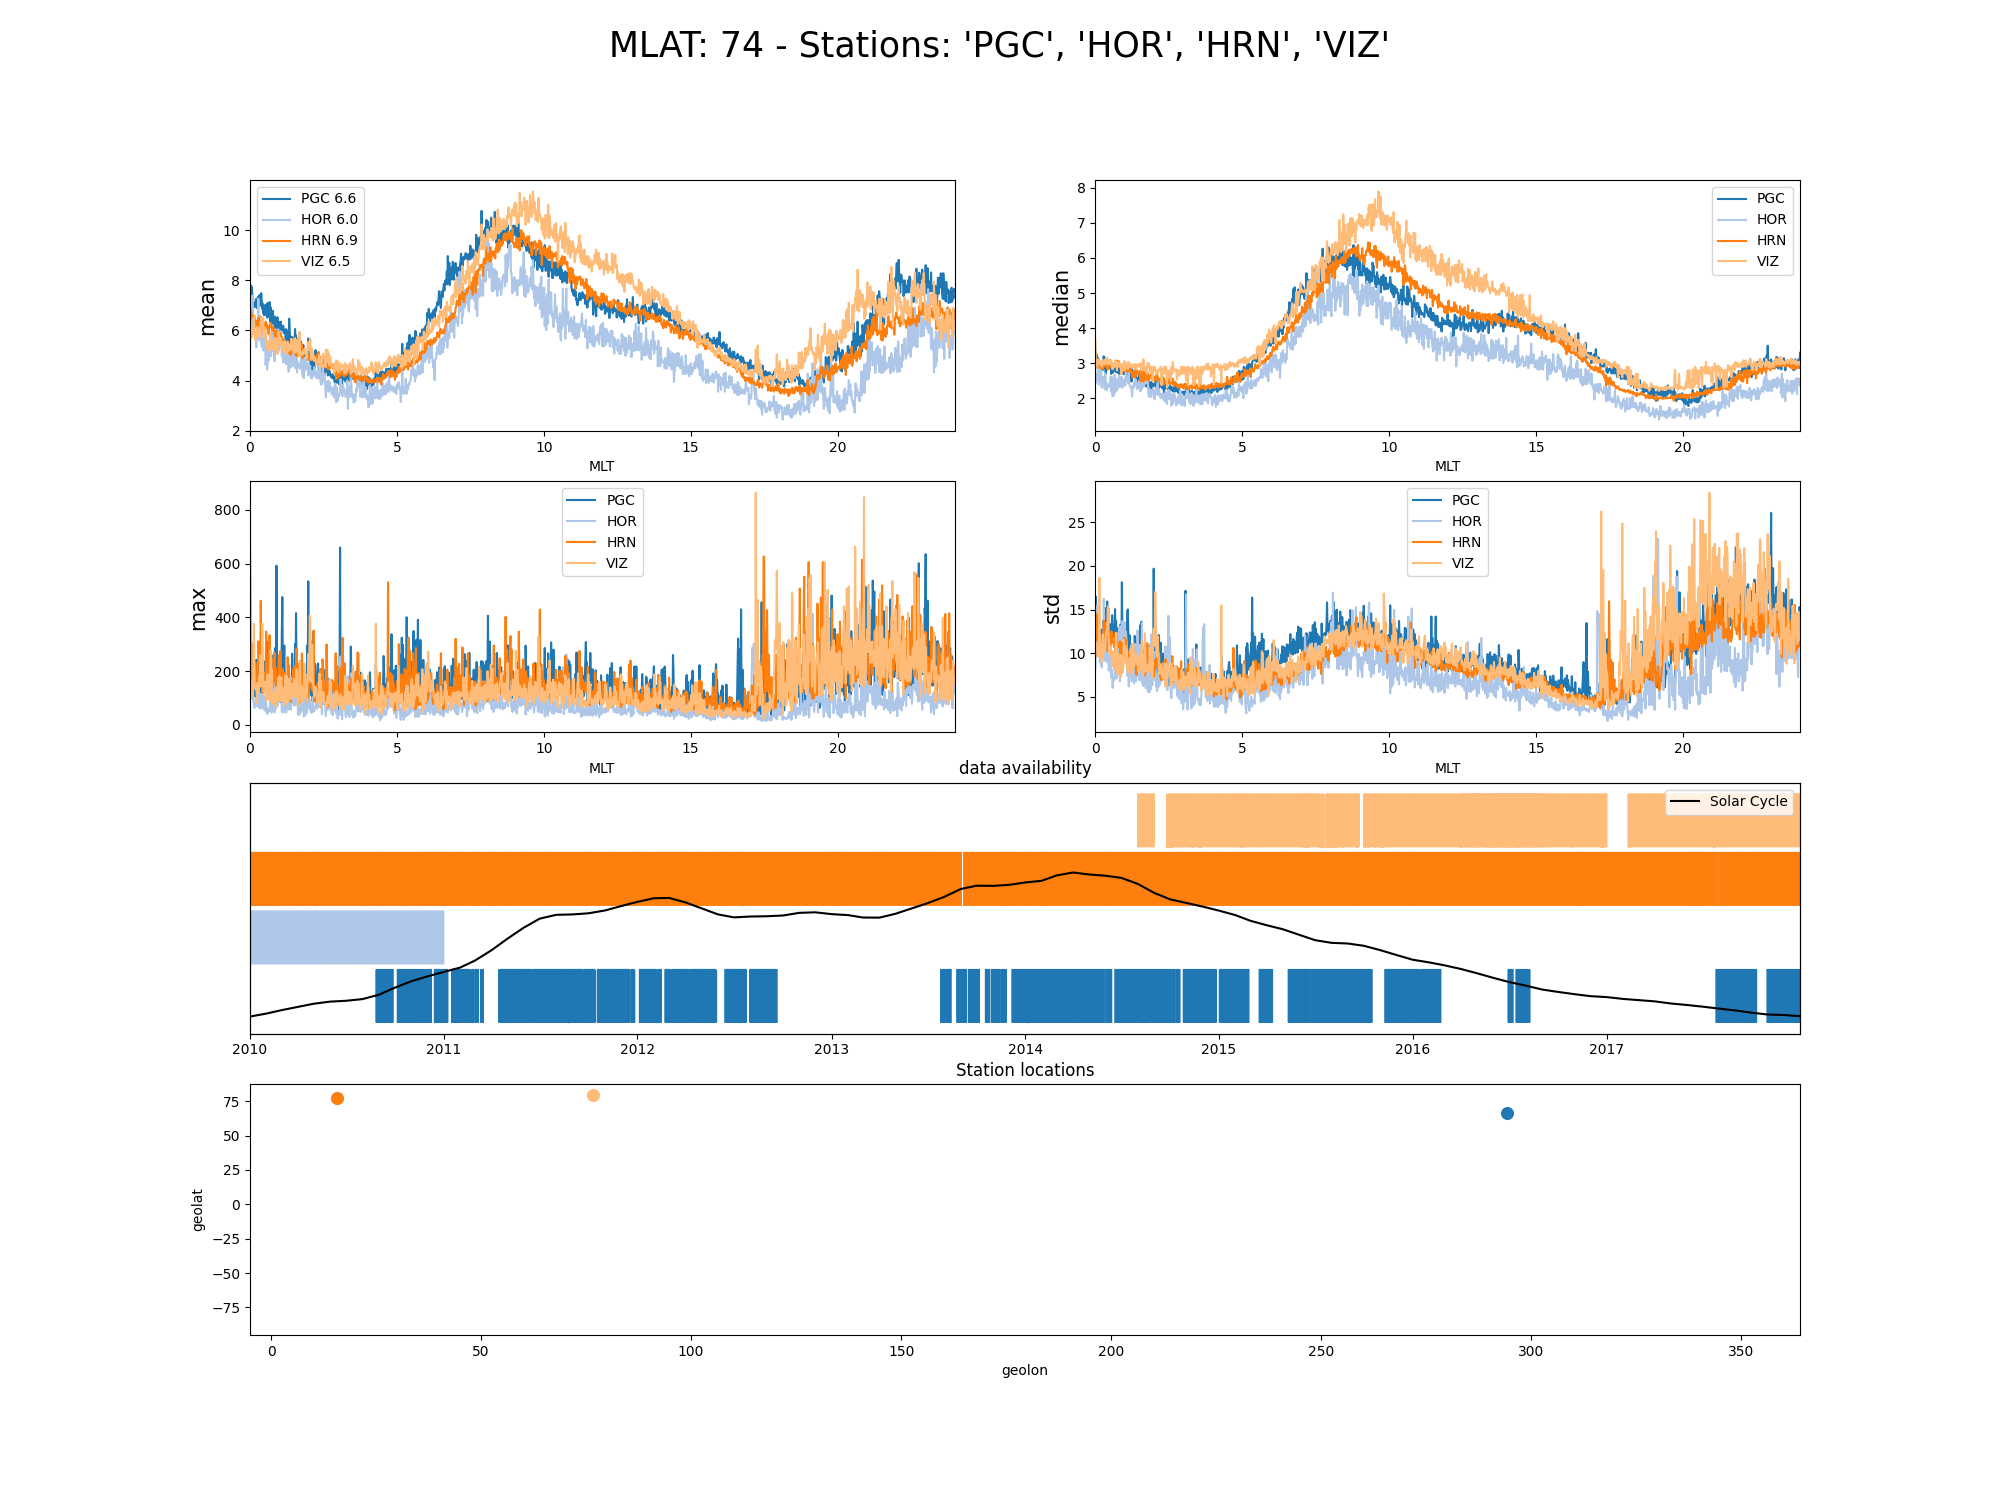 MLAT: 74 - Stations: 'PGC', 'HOR', 'HRN', 'VIZ'
mean
10
8
6
4
2
PGC 6.6
HOR 6.0
HRN 6.9
VIZ 6.5
0 5 10 15 20
MLT
median
8
7
6
5
4
3
2
PGC
HOR
HRN
VIZ
0 5 10 15 20
MLT
max
800
600
400
200
0
PGC
HOR
HRN
VIZ
0 5 10 15 20
MLT
std
25
20
15
10
5
PGC
HOR
HRN
VIZ
0 5 10 15 20
MLT
data availability
Solar Cycle
2010 2011 2012 2013 2014 2015 2016 2017
Station locations
geolat
75
50
25
0
−25
−50
−75
0 50 100 150 200 250 300 350
geolon